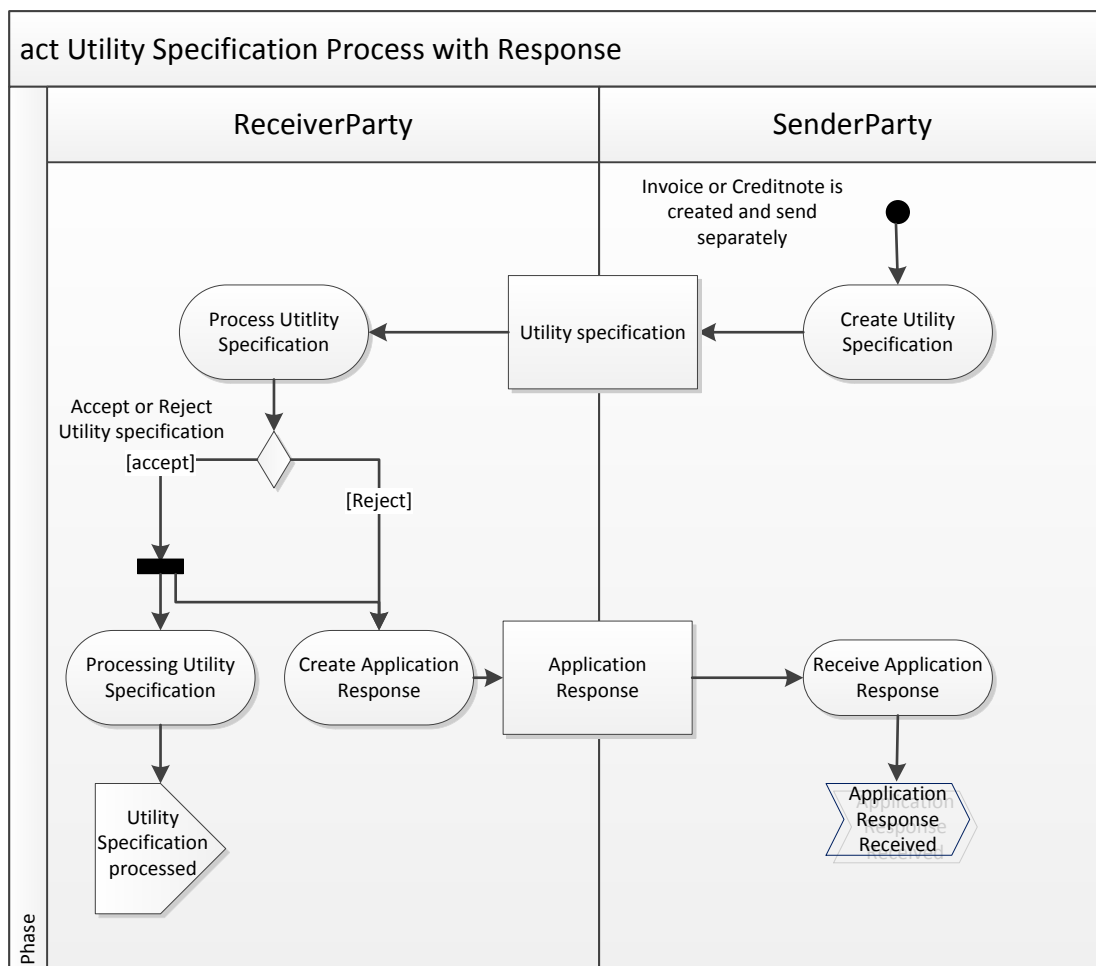 act Utility Specification Process with Response
ReceiverParty
SenderParty
Invoice or Creditnote is
created and send
separately
Process Utitlity
Specification
Utility specification
Create Utility
Specification
Accept or Reject
Utility specification
[accept]
[Reject]
Processing Utility
Specification
Create Application
Response
Application
Response
Receive Application
Response
Utility
Specification
processed
Application
Response
Received
Phase